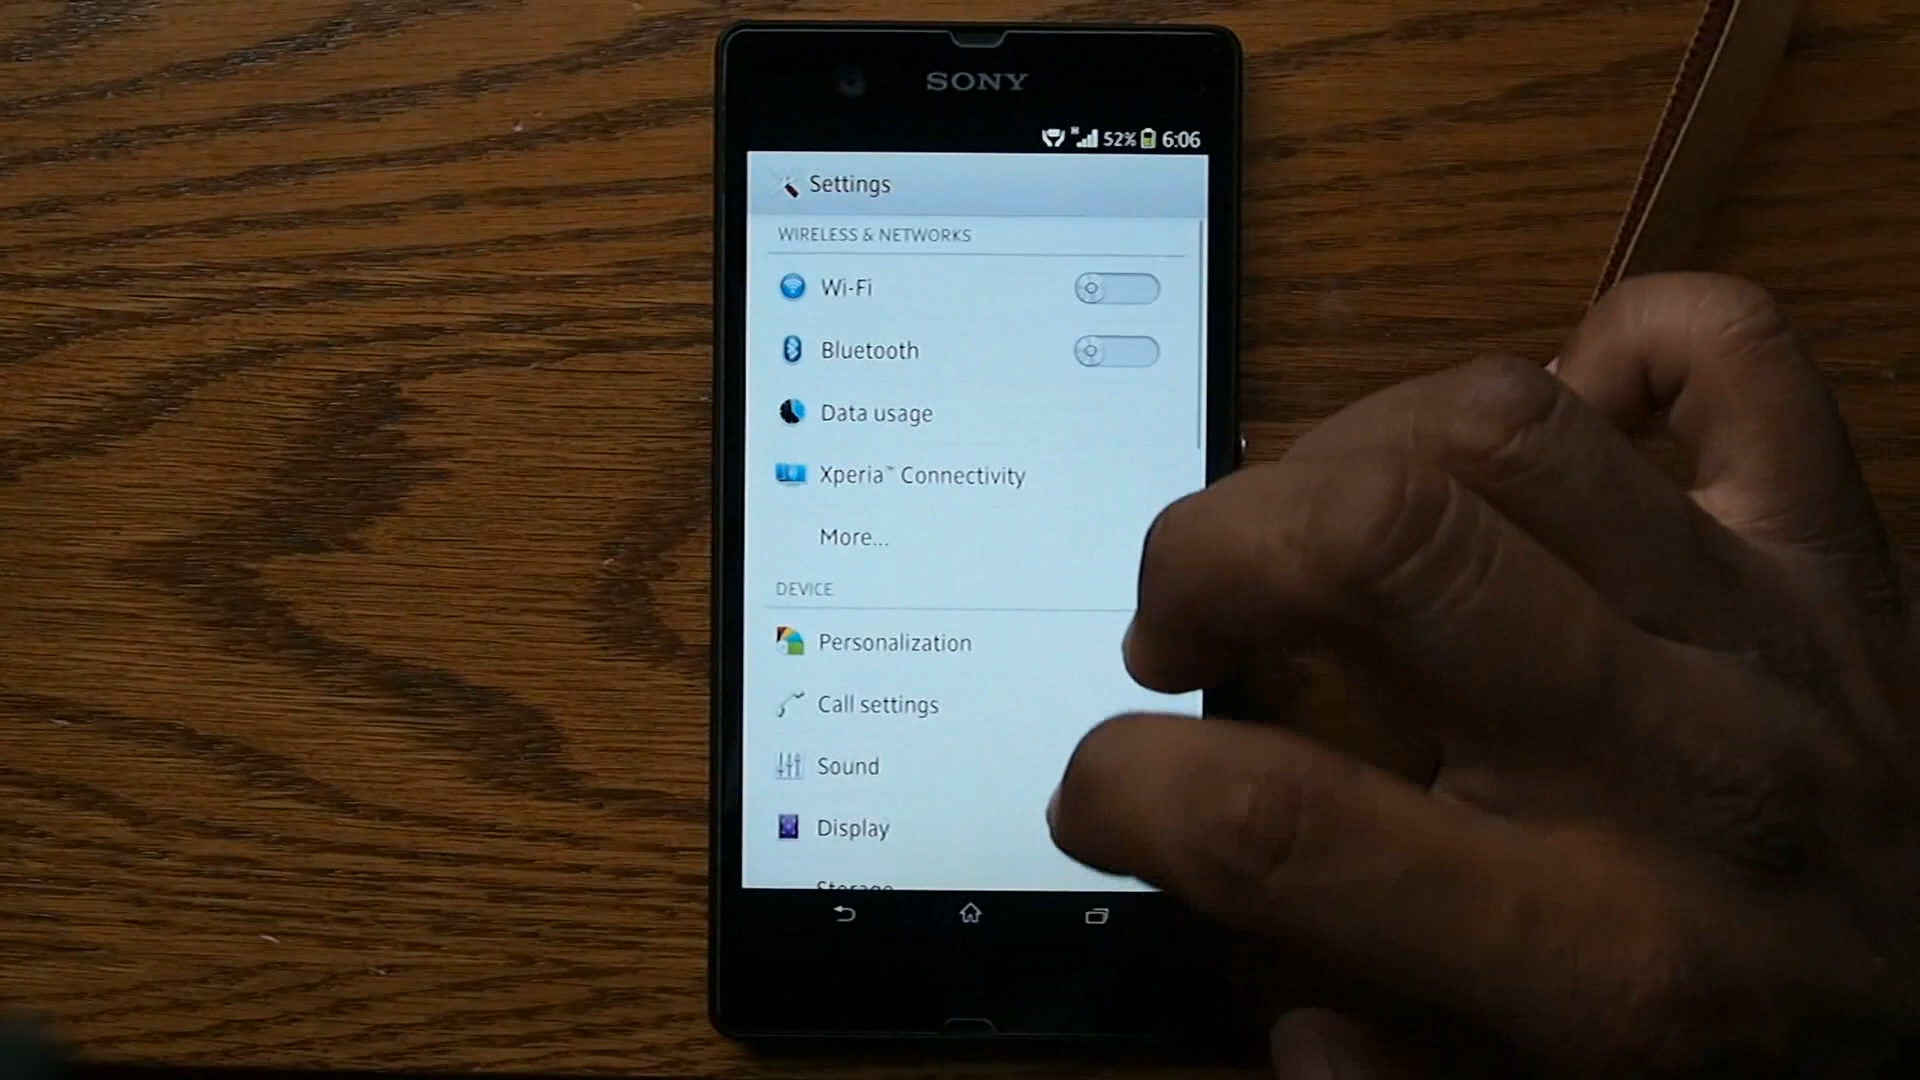 SONY
H 52% 6:06
Settings
WIRELESS & NETWORKS
Wi-Fi
Bluetooth
Data usage
Xperia™ Connectivity
More...
DEVICE
Personalization
Call settings
Sound
Display
Storage